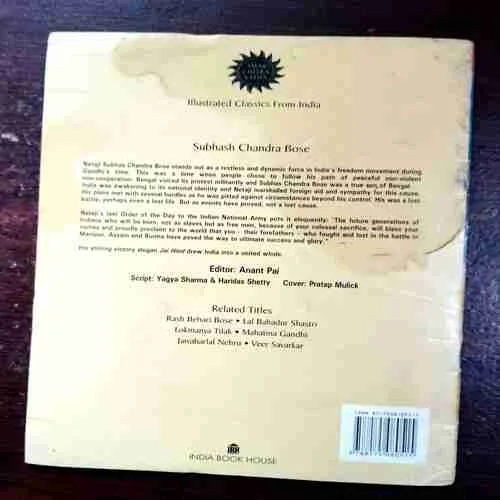 AMAR
CHITRA
KATHA
Illustrated Classics From India
Subhash Chandra Bose
Netaji Subhas Chandra Bose stands out as a restless and dynamic force in India's freedom movement during
Gandhi's time. This was a time when people chose to follow his path of peaceful non-violent
non-cooperation. Bengal voiced its protest militantly and Subhas Chandra Bose was a true son of Bengal.
India was awakening to its national identity and Netaji marshalled foreign aid and sympathy for this cause.
His plans met with several hurdles as he was pitted against circumstances beyond his control. His was a lost
battle, perhaps even a lost life. But as events have proved, not a lost cause.
Netaji's last Order of the Day to the Indian National Army puts it eloquently: "The future generations of
Indians who will be born, not as slaves but as free men, because of your colossal sacrifice, will bless your
names and proudly proclaim to the world that you - their forefathers - who fought and lost in the battle in
Manipur, Assam and Burma have paved the way to ultimate success and glory."
His stirring victory slogan Jai Hind drew India into a united whole.
Editor: Anant Pai
Script: Yagya Sharma & Haridas Shetty Cover: Pratap Mulick
Related Titles
Rash Behari Bose • Lal Bahadur Shastri
Lokmanya Tilak • Mahatma Gandhi
Jawaharlal Nehru • Veer Savarkar
ISBN
INDIA BOOK HOUSE